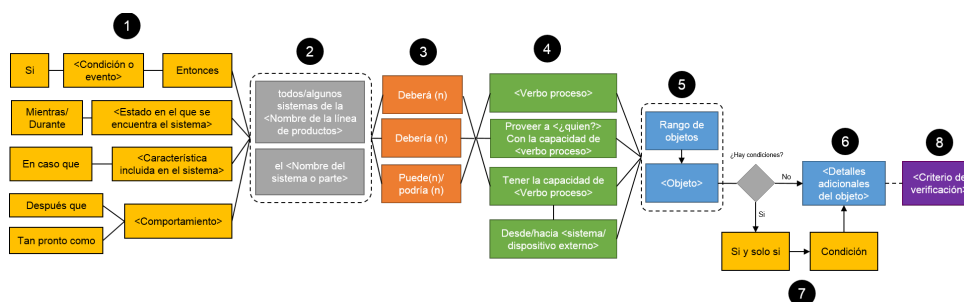 1
Si
<Condición o
evento>
Entonces
Mientras/
Durante
<Estado en el que se
encuentra el sistema>
En caso que
<Característica
incluida en el sistema>
Después que
Tan pronto como
<Comportamiento>
2
todos/algunos
sistemas de la
<Nombre de la línea
de productos>
el <Nombre del
sistema o parte>
3
Deberá (n)
Debería (n)
Puede(n)/
podría (n)
4
<Verbo proceso>
Proveer a <¿quien?>
Con la capacidad de
<verbo proceso>
Tener la capacidad de
<Verbo proceso>
Desde/hacia <sistema/
dispositivo externo>
5
Rango de
objetos
<Objeto>
¿Hay condiciones?
No
Si
6
<Detalles
adicionales
del objeto>
Si y solo si
Condición
7
8
<Criterio de
verificación>